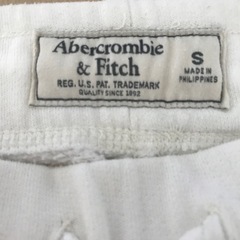 Abercrombie
& Fitch
REG. U.S. PAT. TRADEMARK
QUALITY SINCE 1892
S
MADE IN
PHILIPPINES